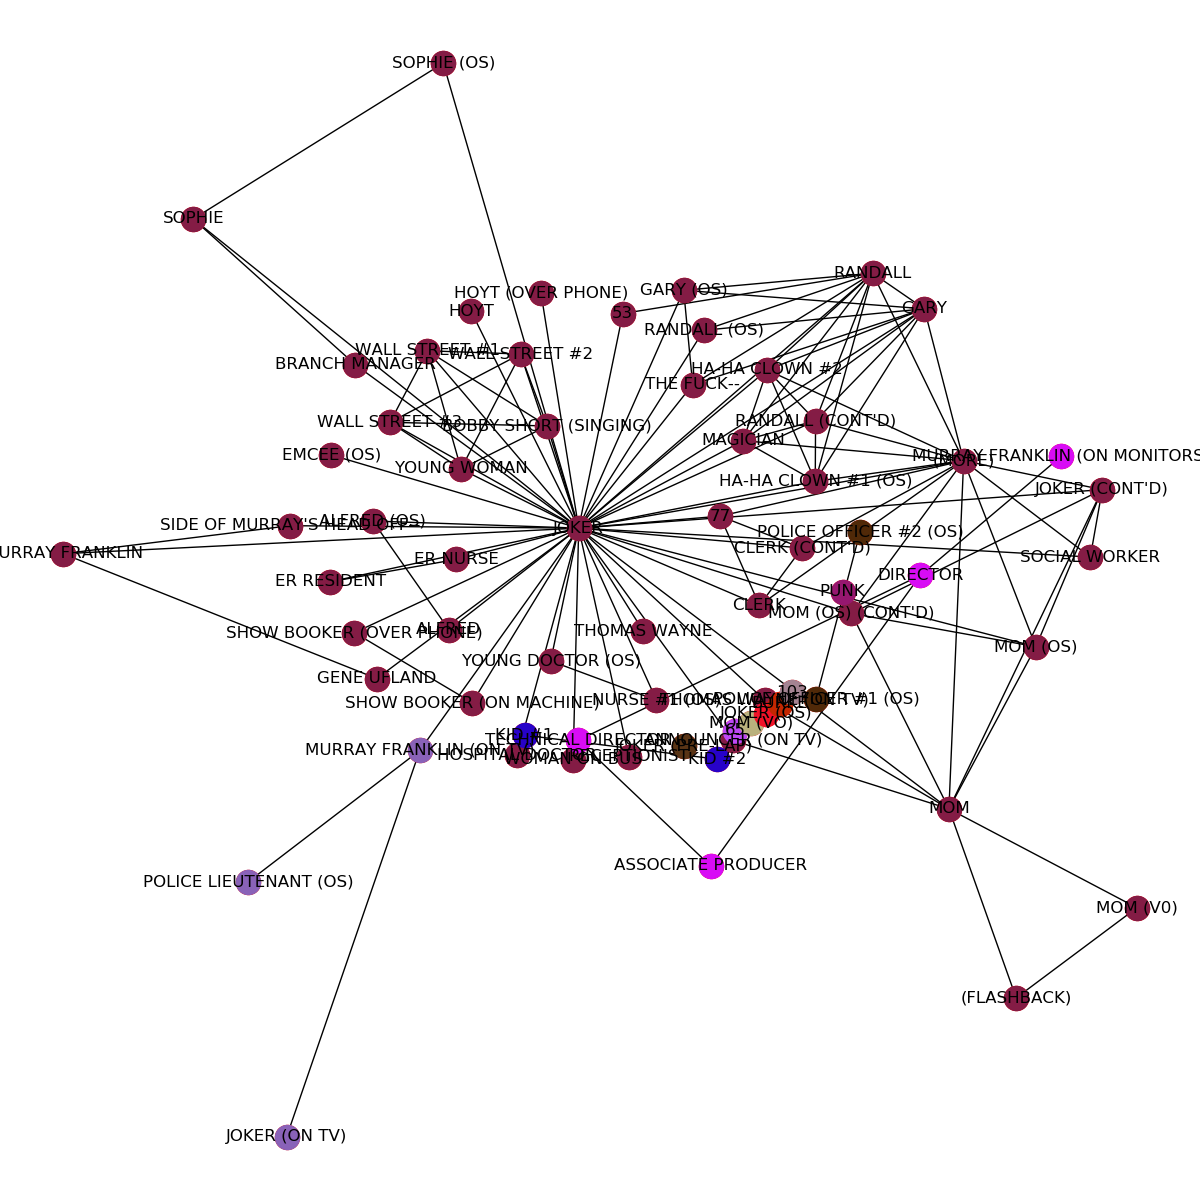 SOPHIE (OS)
SOPHIE
RANDALL
HOYT (OVER PHONE)
GARY (OS)
HOYT
53
GARY
RANDALL (OS)
WALL STREET #1
WALL STREET #2
BRANCH MANAGER
HA-HA CLOWN #2
THE FUCK--
WALL STREET #3
BOBBY SHORT (SINGING)
RANDALL (CONT'D)
MAGICIAN
EMCEE (OS)
YOUNG WOMAN
MURRAY FRANKLIN (ON MONITORS
(MORE)
HA-HA CLOWN #1 (OS)
JOKER (CONT'D)
77
SIDE OF MURRAY'S HEAD OFF--
ALFRED (OS)
JOKER
POLICE OFFICER #2 (OS)
URRAY FRANKLIN
CLERK (CONT'D)
SOCIAL WORKER
ER NURSE
ER RESIDENT
DIRECTOR
PUNK
CLERK
MOM (OS) (CONT'D)
SHOW BOOKER (OVER PHONE)
ALFRED
THOMAS WAYNE
MOM (OS)
YOUNG DOCTOR (OS)
GENE UFLAND
SHOW BOOKER (ON MACHINE)
NURSE #1 (OS)
THOMAS WAYNE (ON TV)
103
POLICE OFFICER #1 (OS)
JOKER (OS)
MOM (VO)
65
KID #1
TECHNICAL DIRECTOR
ANNOUNCER (ON TV)
MURRAY FRANKLIN (ON
HOSPITAL DOCTOR
WOMAN ON BUS
KID #2
MOM
ASSOCIATE PRODUCER
POLICE LIEUTENANT (OS)
MOM (V0)
(FLASHBACK)
JOKER (ON TV)